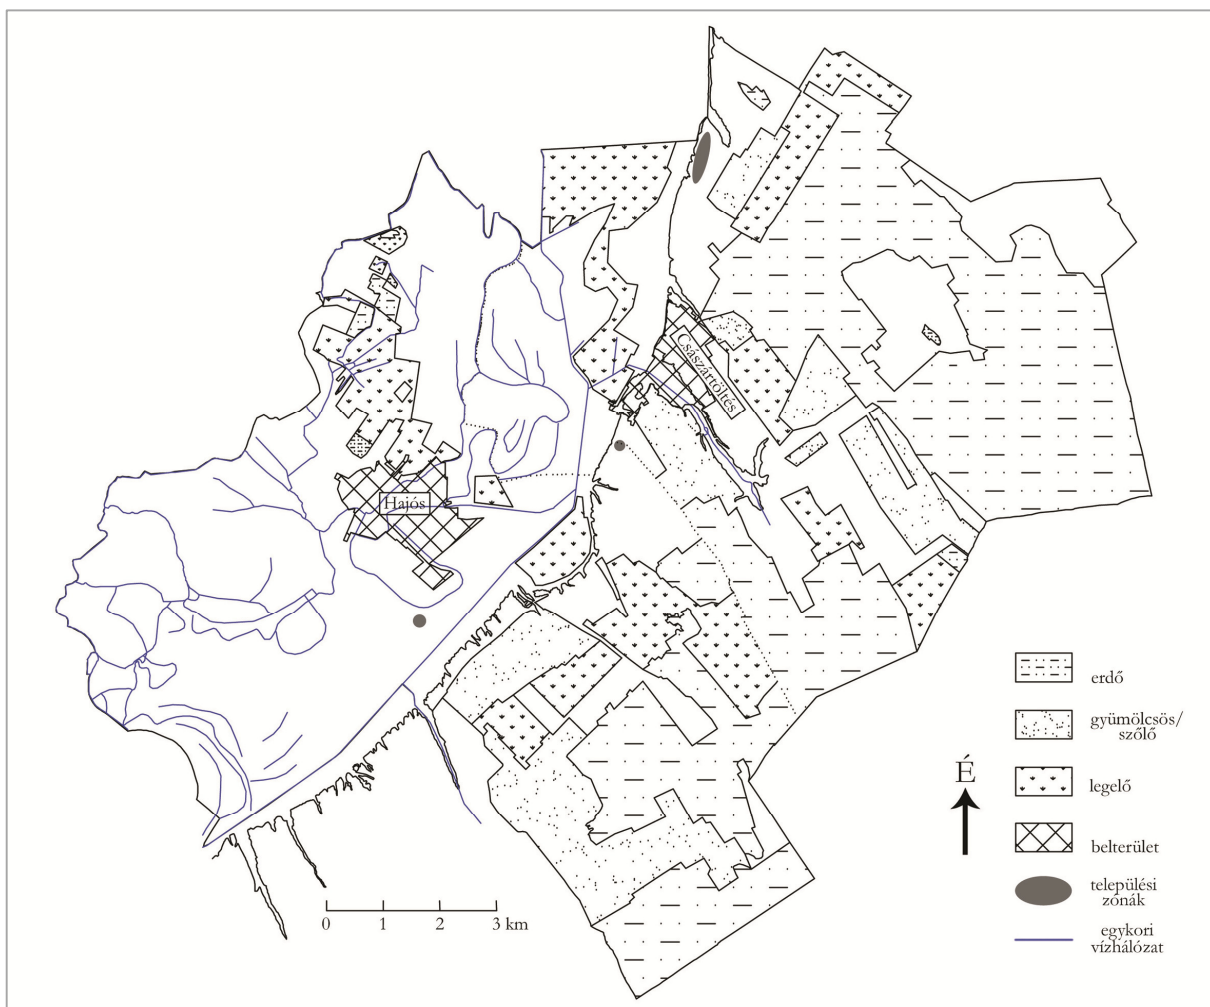 Császártöltés
Hajós
erdő
gyümölcsös/
szőlő
legelő
É
belterület
települési
zónák
egykori
vízhálózat
0 1 2 3 km